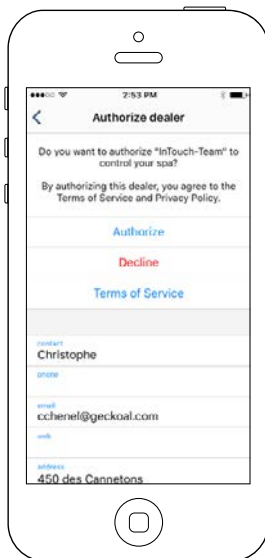 2:53 PM
Authorize dealer
Do you want to authorize "InTouch-Team" to
control your spa?
By authorizing this dealer, you agree to the
Terms of Service and Privacy Policy.
Authorize
Decline
Terms of Service
contact
Christophe
phone
email
cchenel@geckoal.com
web
address
450 des Cannetons